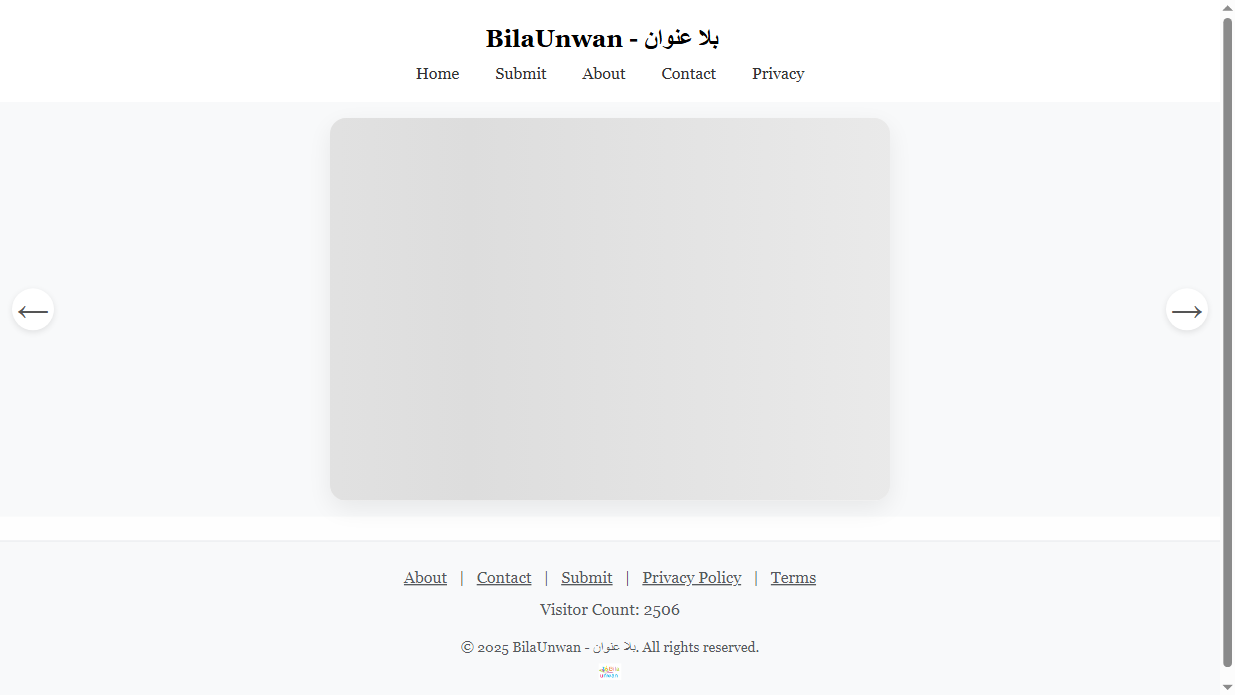 BilaUnwan - بلا عنوان
Home Submit About Contact Privacy
←
→
About | Contact | Submit | Privacy Policy | Terms
Visitor Count: 2506
© 2025 BilaUnwan - بلا عنوان. All rights reserved.
unwan